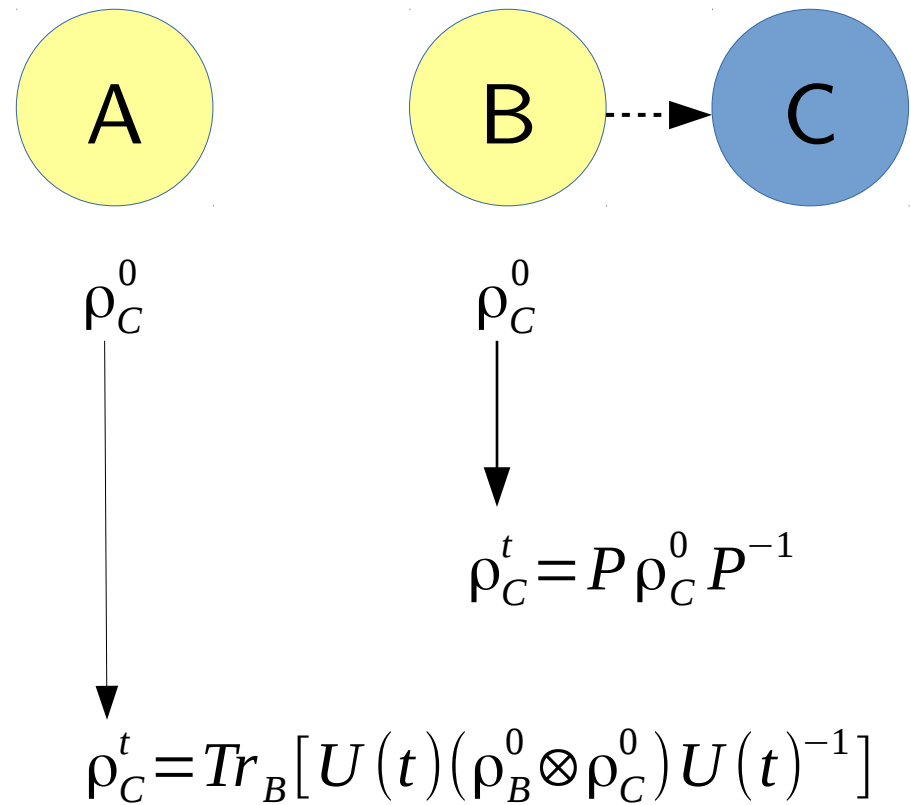 A B C
ρ_C^0 ρ_C^0
ρ_C^t = P ρ_C^0 P^{−1}
ρ_C^t = Tr_B [ U (t) (ρ_B^0 ⊗ ρ_C^0) U (t)^{−1} ]